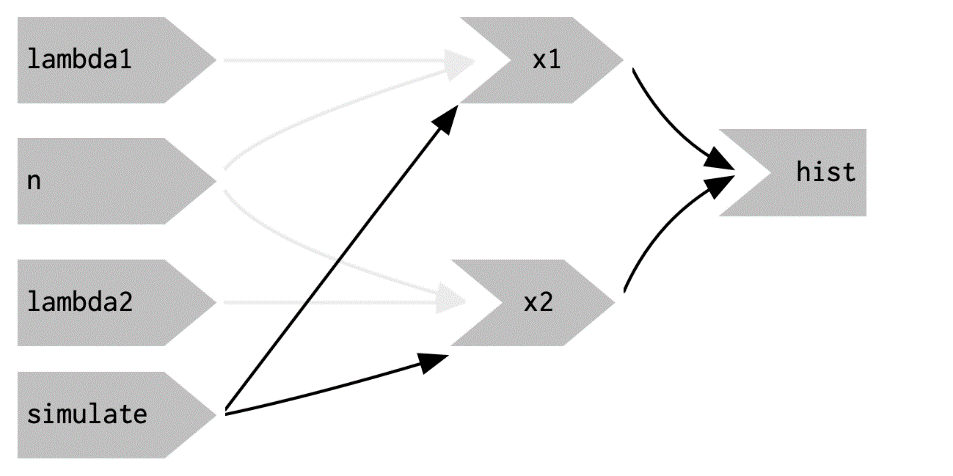 lambda1
x1
n
hist
lambda2
x2
simulate